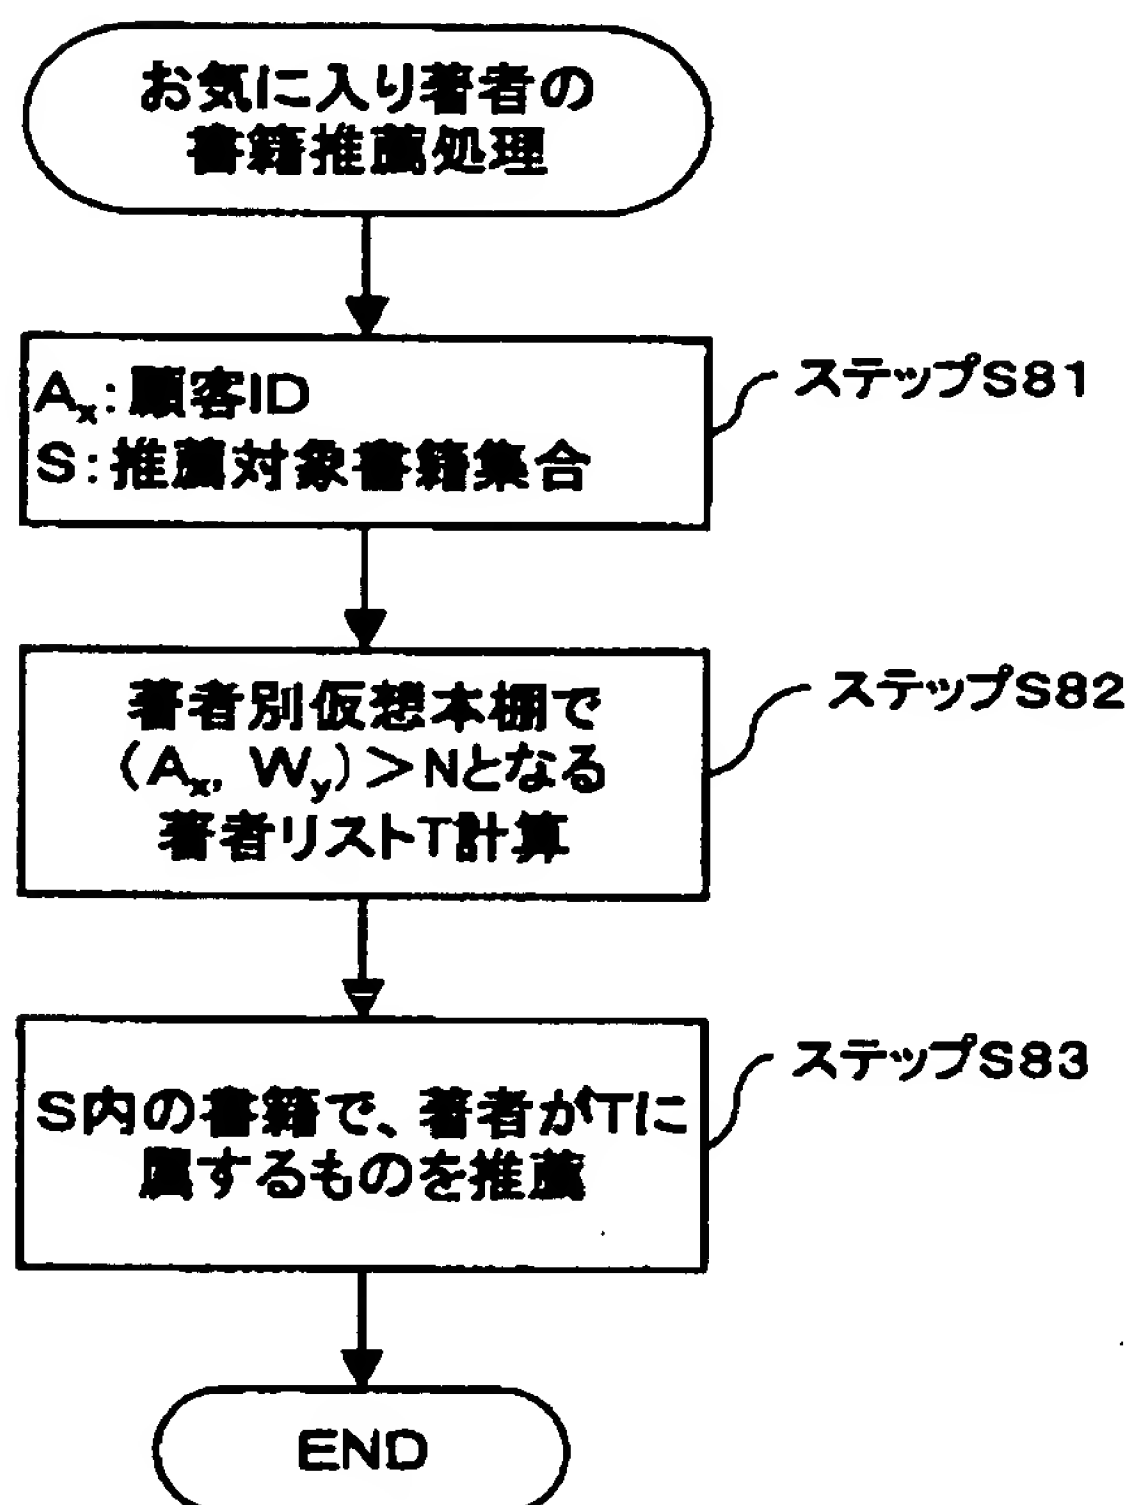 お気に入り著者の
書籍推薦処理
Aₓ:顧客ID
S:推薦対象書籍集合
ステップS81
著者別仮想本棚で
(Aₓ, Wᵧ)>Nとなる
著者リストT計算
ステップS82
S内の書籍で、著者がTに
属するものを推薦
ステップS83
END